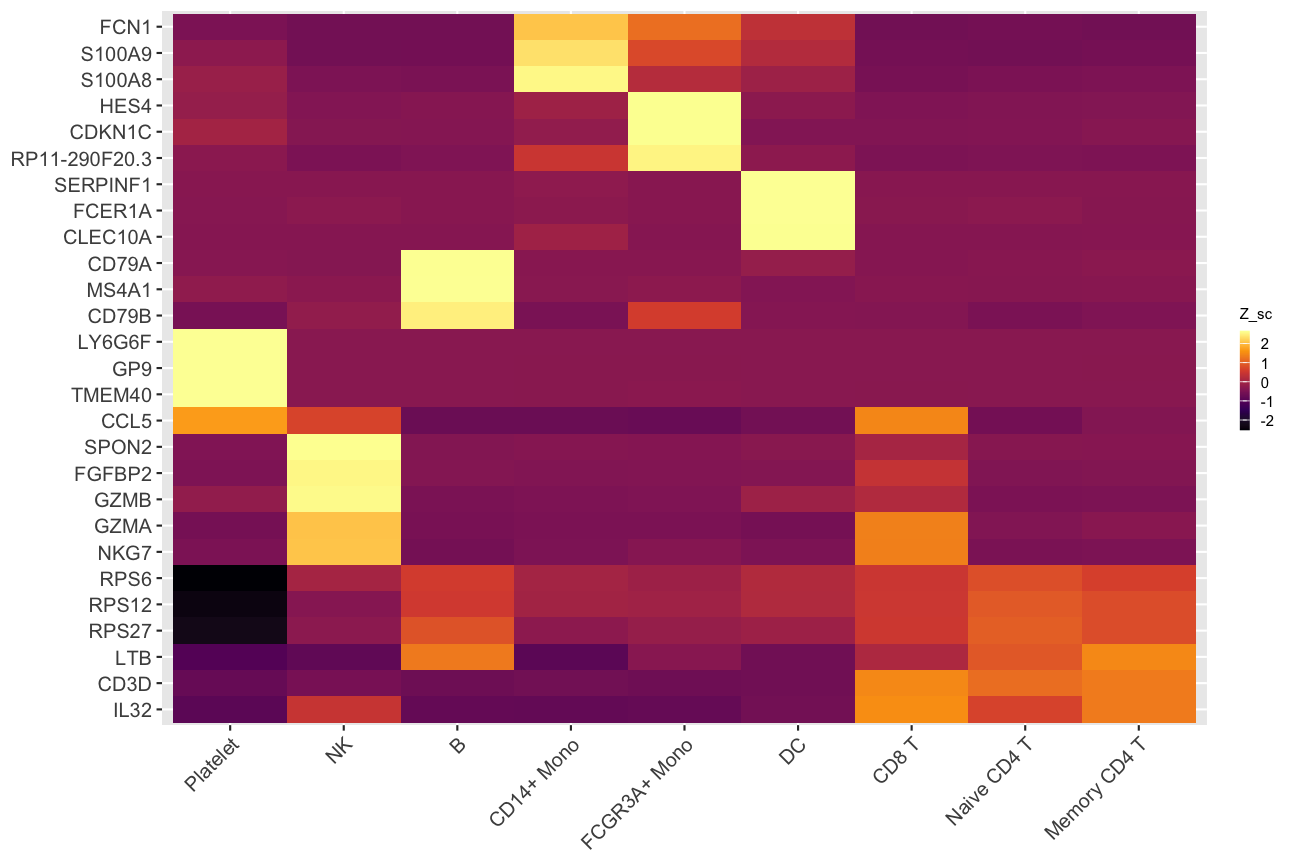 FCN1
S100A9
S100A8
HES4
CDKN1C
RP11-290F20.3
SERPINF1
FCER1A
CLEC10A
CD79A
MS4A1
CD79B
LY6G6F
GP9
TMEM40
CCL5
SPON2
FGFBP2
GZMB
GZMA
NKG7
RPS6
RPS12
RPS27
LTB
CD3D
IL32
Platelet
NK
B
CD14+ Mono
FCGR3A+ Mono
DC
CD8 T
Naive CD4 T
Memory CD4 T
Z_sc
2
1
0
-1
-2